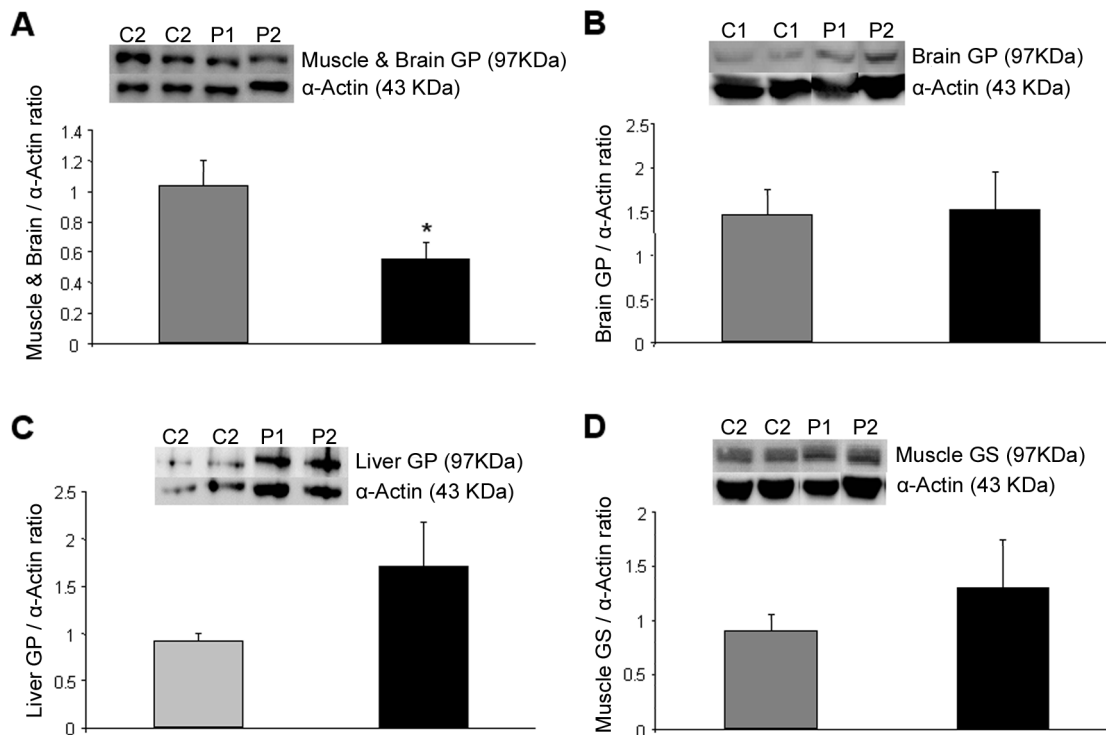 A
C2 C2 P1 P2
Muscle & Brain GP (97KDa)
α-Actin (43 KDa)
Muscle & Brain / α-Actin ratio
1.4
1.2
1
0.8
0.6
0.4
0.2
0
*
B
C1 C1 P1 P2
Brain GP (97KDa)
α-Actin (43 KDa)
Brain GP / α-Actin ratio
2.5
2
1.5
1
0.5
0
C
C2 C2 P1 P2
Liver GP (97KDa)
α-Actin (43 KDa)
Liver GP / α-Actin ratio
2.5
2
1.5
1
0.5
0
D
C2 C2 P1 P2
Muscle GS (97KDa)
α-Actin (43 KDa)
Muscle GS / α-Actin ratio
2
1.5
1
0.5
0